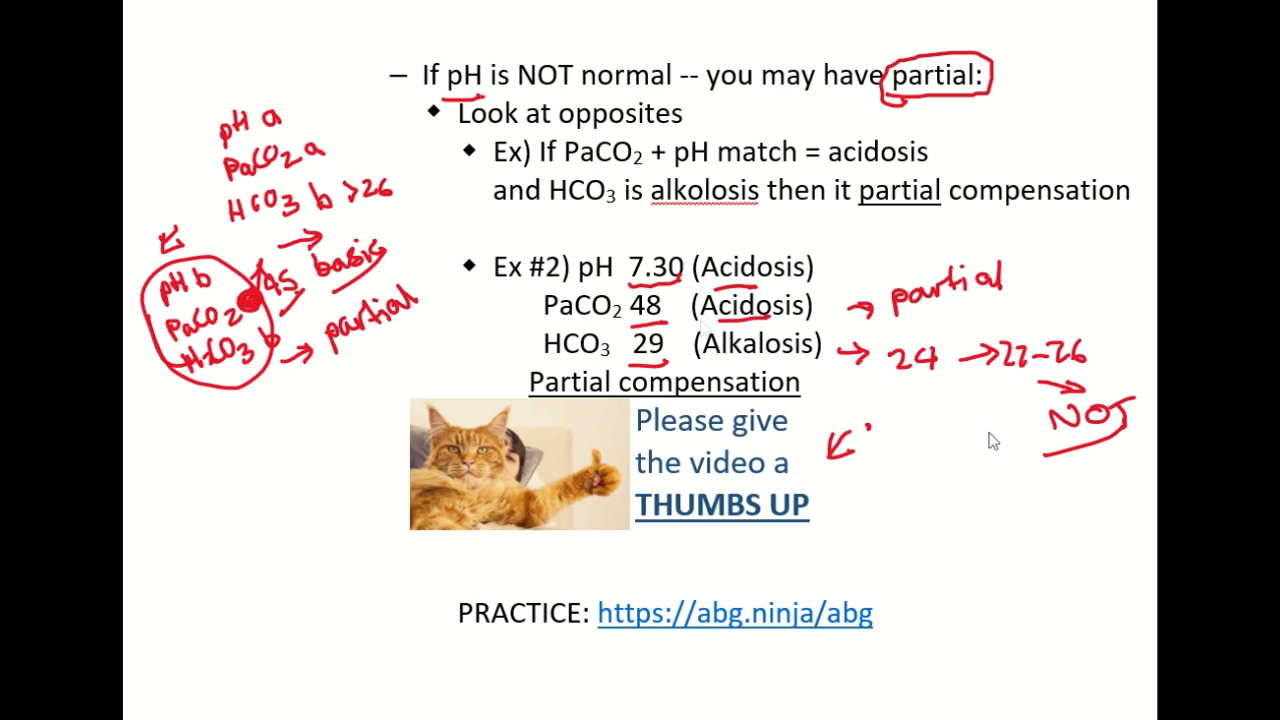 – If pH is NOT normal -- you may have partial:
◆ Look at opposites
◆ Ex) If PaCO₂ + pH match = acidosis
and HCO₃ is alkolosis then it partial compensation
◆ Ex #2) pH 7.30 (Acidosis)
PaCO₂ 48 (Acidosis)
HCO₃ 29 (Alkalosis)
Partial compensation
Please give
the video a
THUMBS UP
PRACTICE: https://abg.ninja/abg
pH a
PaCO2 a
HCO3 b >26
pH b
PaCO2 45 basic
b → partial
→ partial
→ 24 → 22-26
NOT